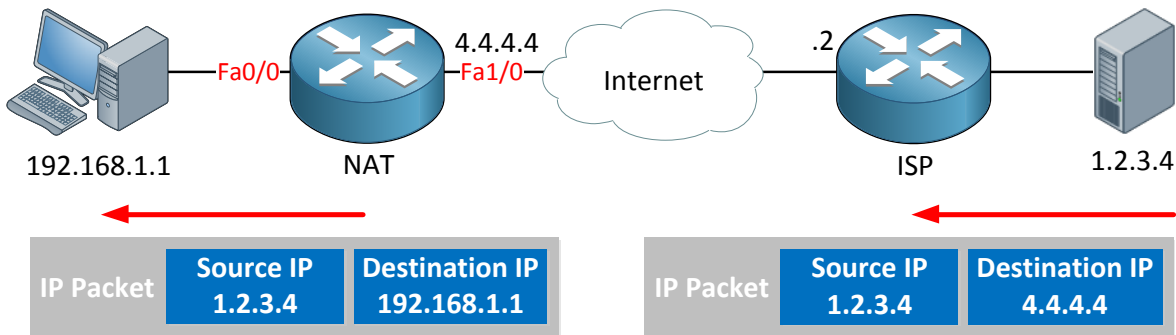 4.4.4.4
.2
Fa0/0
Fa1/0
Internet
192.168.1.1
NAT
ISP
1.2.3.4
IP Packet
Source IP
1.2.3.4
Destination IP
192.168.1.1
IP Packet
Source IP
1.2.3.4
Destination IP
4.4.4.4